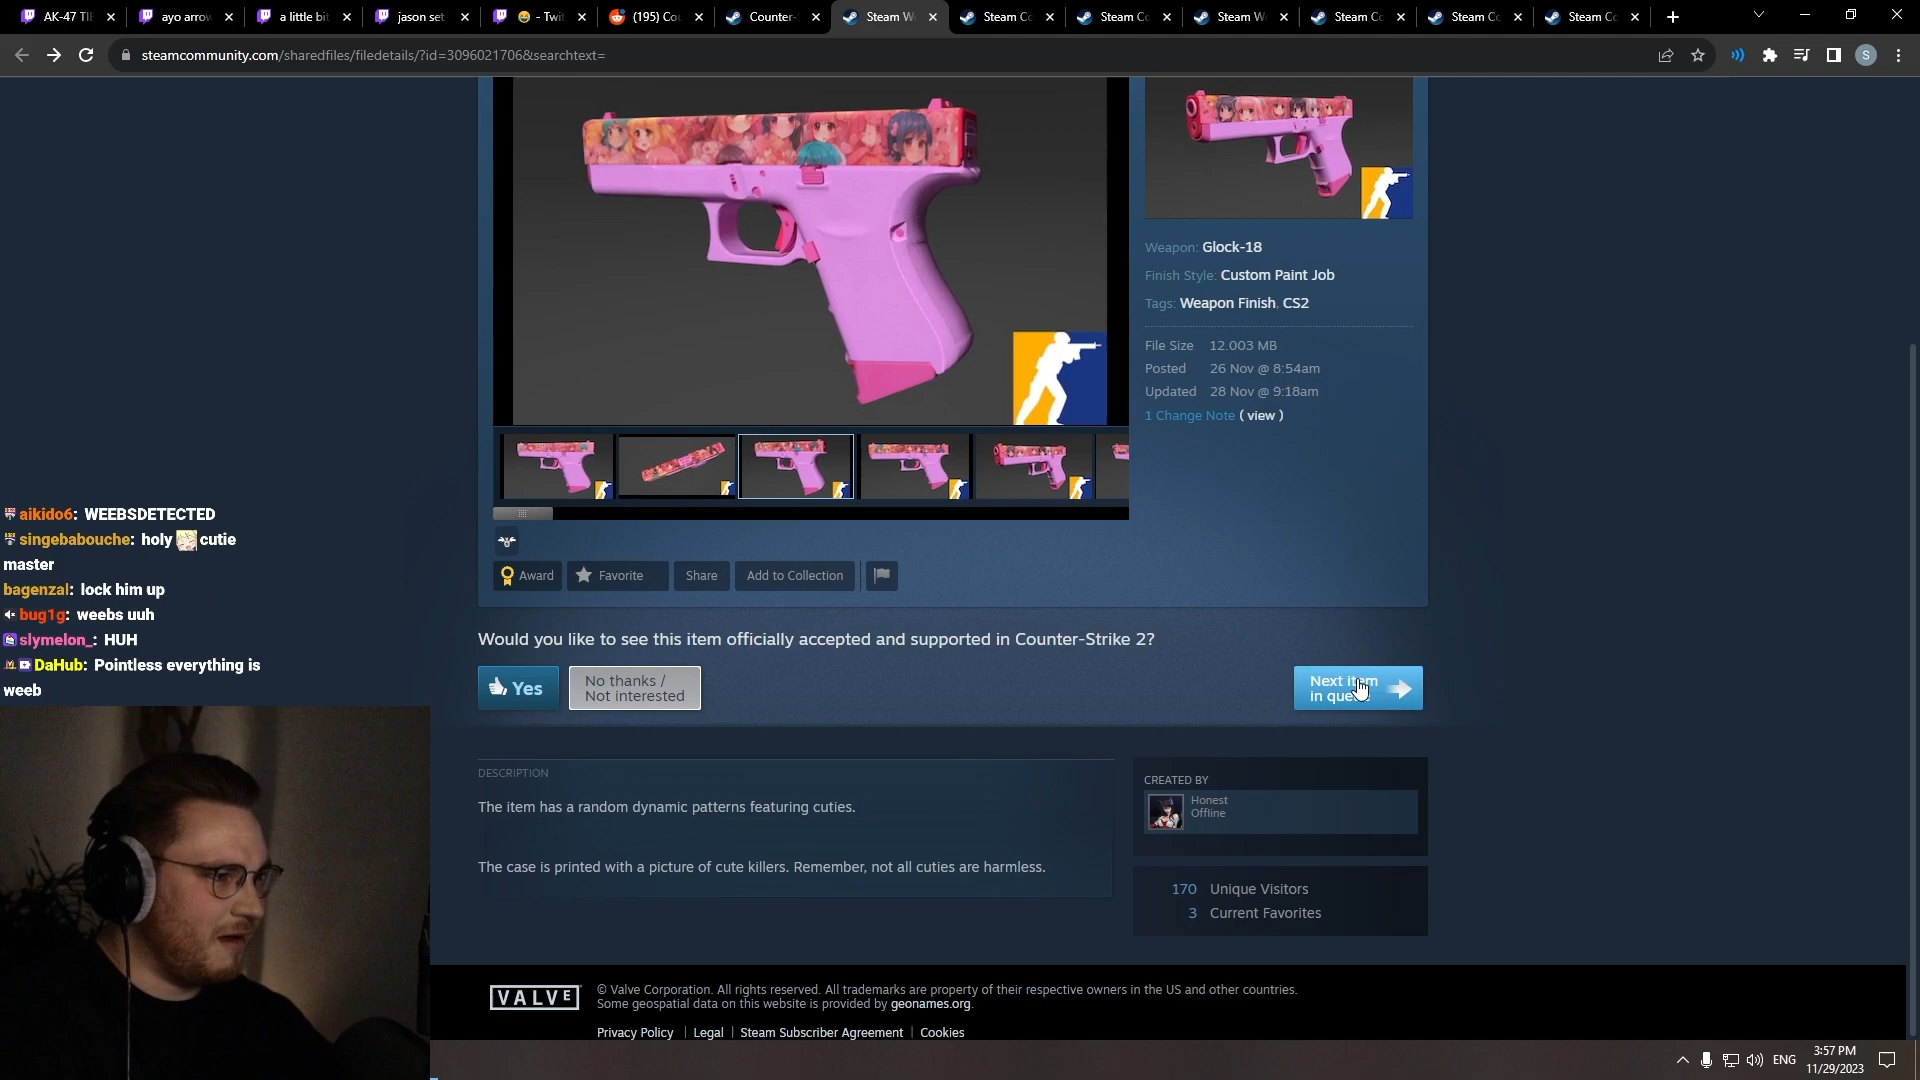 AK-47 TIE
ayo arrow
a little bit
jason set
😄 - Twit
(195) Cou
Counter-
Steam W
Steam Co
Steam Co
Steam W
Steam Co
Steam Co
Steam Co
steamcommunity.com/sharedfiles/filedetails/?id=3096021706&searchtext=
S
Weapon: Glock-18
Finish Style: Custom Paint Job
Tags: Weapon Finish, CS2
File Size 12.003 MB
Posted 26 Nov @ 8:54am
Updated 28 Nov @ 9:18am
1 Change Note ( view )
aikido6: WEEBSDETECTED
singebabouche: holy cutie
master
bagenzal: lock him up
bug1g: weebs uuh
slymelon_: HUH
DaHub: Pointless everything is
weeb
Award
Favorite
Share
Add to Collection
Would you like to see this item officially accepted and supported in Counter-Strike 2?
Yes
No thanks /
Not interested
Next item
in queue
DESCRIPTION
The item has a random dynamic patterns featuring cuties.
The case is printed with a picture of cute killers. Remember, not all cuties are harmless.
CREATED BY
Honest
Offline
170 Unique Visitors
3 Current Favorites
VALVE
© Valve Corporation. All rights reserved. All trademarks are property of their respective owners in the US and other countries.
Some geospatial data on this website is provided by geonames.org.
Privacy Policy | Legal | Steam Subscriber Agreement | Cookies
ENG
3:57 PM
11/29/2023